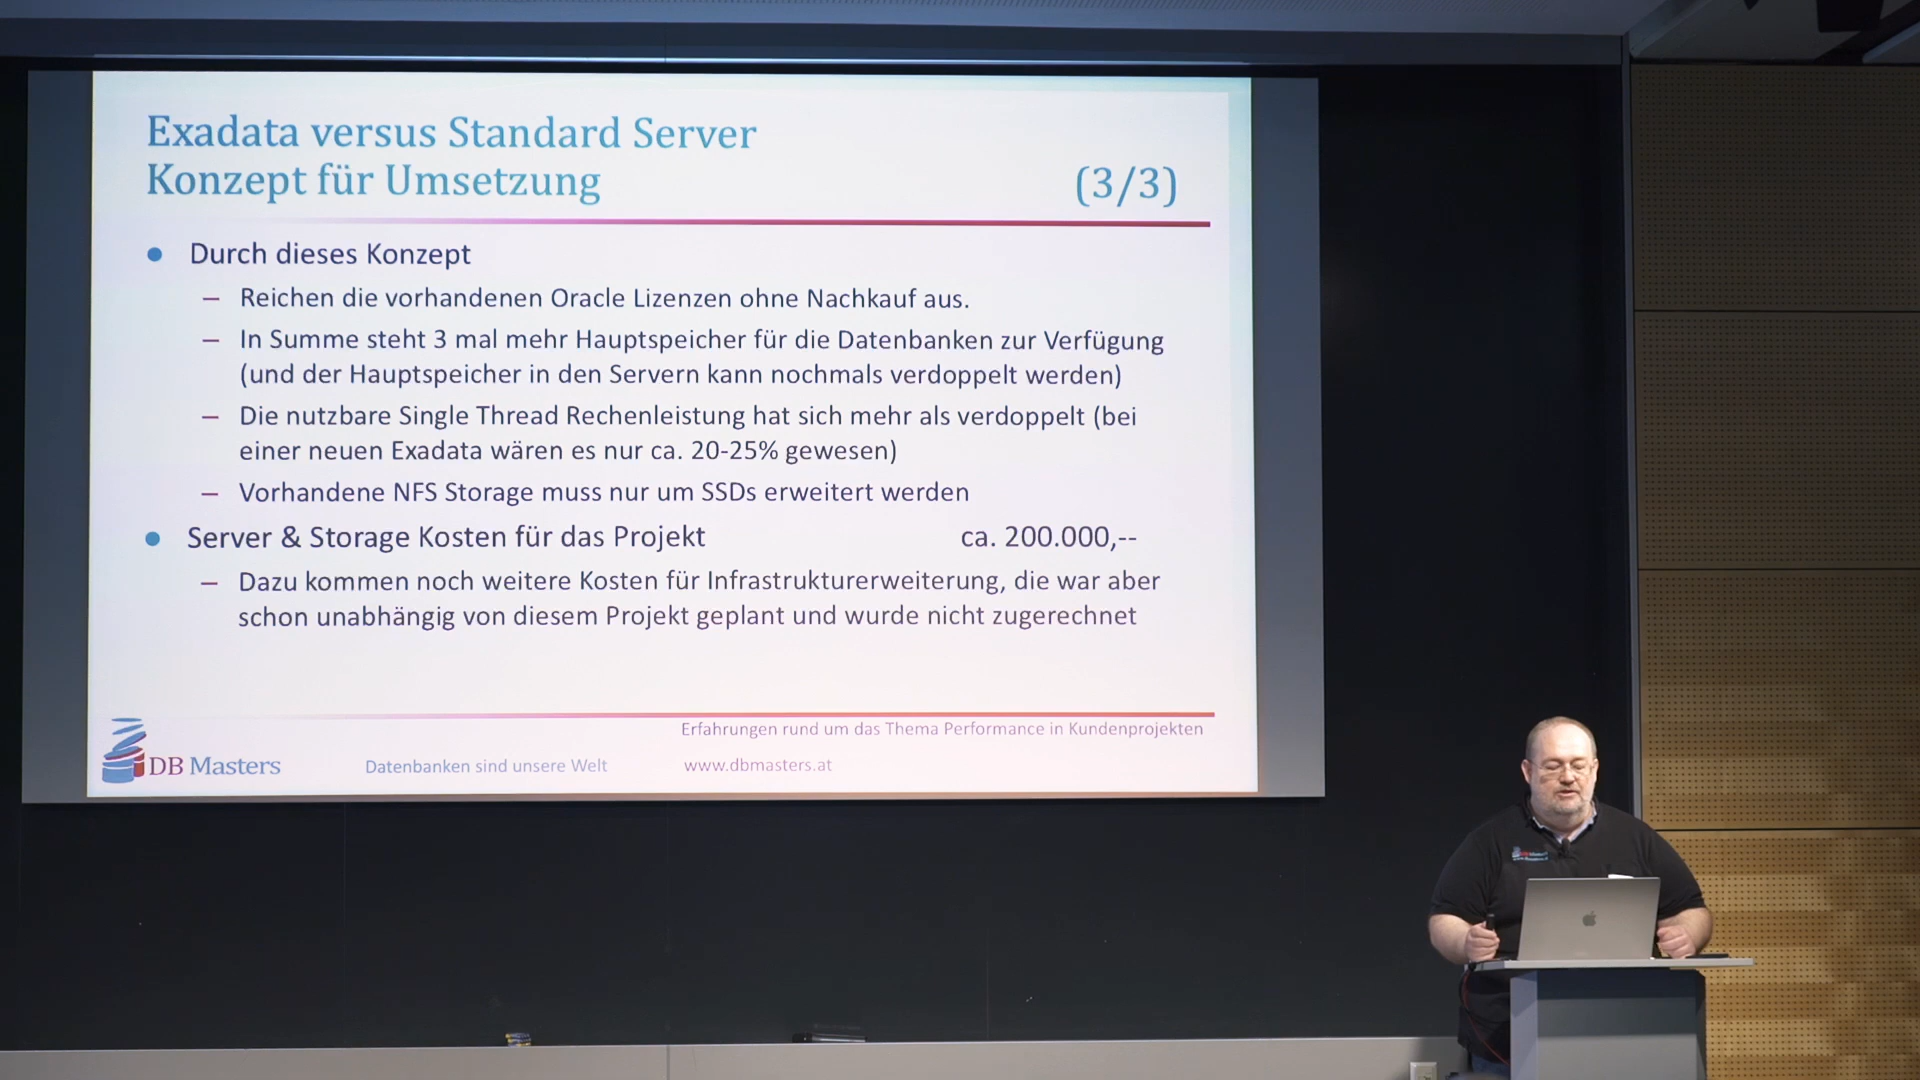 Exadata versus Standard Server
Konzept für Umsetzung (3/3)
● Durch dieses Konzept
– Reichen die vorhandenen Oracle Lizenzen ohne Nachkauf aus.
– In Summe steht 3 mal mehr Hauptspeicher für die Datenbanken zur Verfügung
(und der Hauptspeicher in den Servern kann nochmals verdoppelt werden)
– Die nutzbare Single Thread Rechenleistung hat sich mehr als verdoppelt (bei
einer neuen Exadata wären es nur ca. 20-25% gewesen)
– Vorhandene NFS Storage muss nur um SSDs erweitert werden
● Server & Storage Kosten für das Projekt ca. 200.000,--
– Dazu kommen noch weitere Kosten für Infrastrukturerweiterung, die war aber
schon unabhängig von diesem Projekt geplant und wurde nicht zugerechnet
Erfahrungen rund um das Thema Performance in Kundenprojekten
DB Masters Datenbanken sind unsere Welt www.dbmasters.at